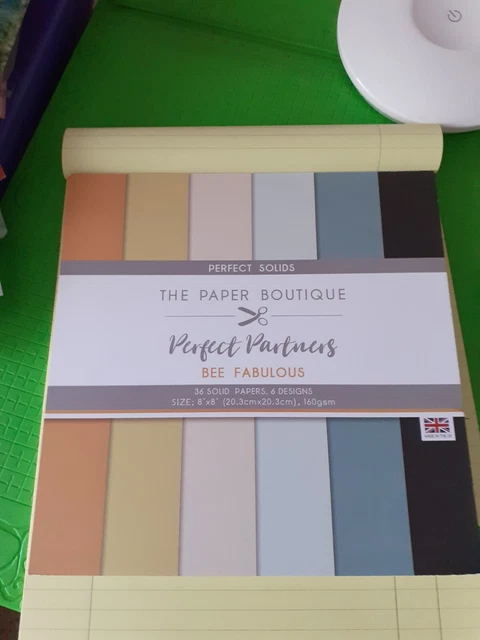 PERFECT SOLIDS
THE PAPER BOUTIQUE
Perfect Partners
BEE FABULOUS
36 SOLID PAPERS, 6 DESIGNS
SIZE; 8"x8" (20.3cmx20.3cm), 160gsm